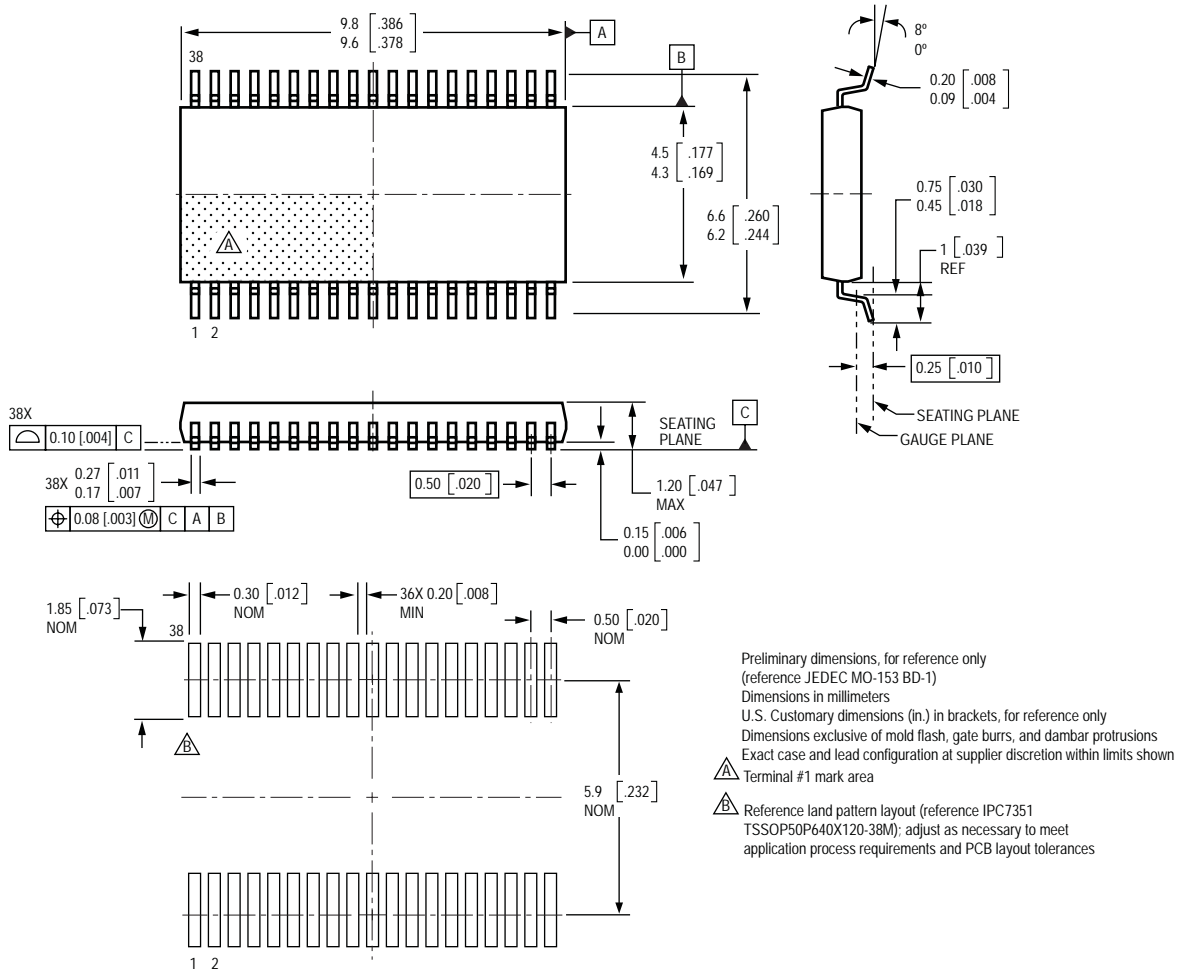 9.8 [.386]
9.6 [.378]
A
38
B
8º
0º
0.20 [.008]
0.09 [.004]
4.5 [.177]
4.3 [.169]
6.6 [.260]
6.2 [.244]
0.75 [.030]
0.45 [.018]
1 [.039]
REF
A
1 2
0.25 [.010]
SEATING PLANE
GAUGE PLANE
38X
⌓ 0.10 [.004] C
SEATING
PLANE
C
38X 0.27 [.011]
0.17 [.007]
⌖ 0.08 [.003] Ⓜ C A B
0.50 [.020]
1.20 [.047]
MAX
0.15 [.006]
0.00 [.000]
0.30 [.012]
NOM
36X 0.20 [.008]
MIN
0.50 [.020]
NOM
1.85 [.073]
NOM
38
B
5.9 [.232]
NOM
1 2
Preliminary dimensions, for reference only
(reference JEDEC MO-153 BD-1)
Dimensions in millimeters
U.S. Customary dimensions (in.) in brackets, for reference only
Dimensions exclusive of mold flash, gate burrs, and dambar protrusions
Exact case and lead configuration at supplier discretion within limits shown
A Terminal #1 mark area
B Reference land pattern layout (reference IPC7351
TSSOP50P640X120-38M); adjust as necessary to meet
application process requirements and PCB layout tolerances